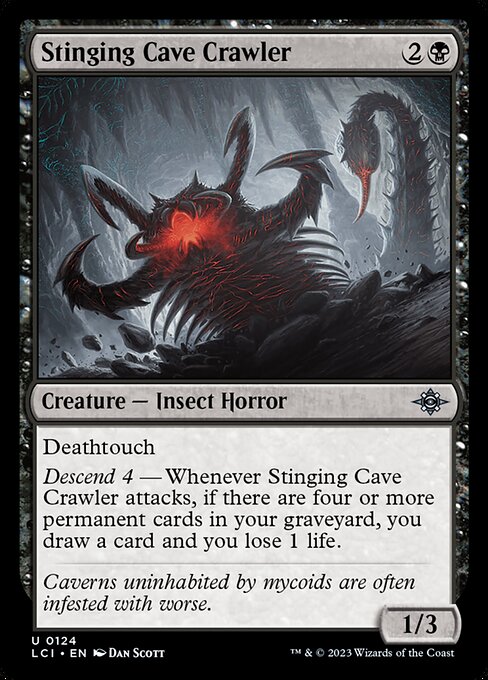 Stinging Cave Crawler 2
Creature — Insect Horror
Deathtouch
Descend 4 — Whenever Stinging Cave
Crawler attacks, if there are four or more
permanent cards in your graveyard, you
draw a card and you lose 1 life.
Caverns uninhabited by mycoids are often
infested with worse.
1/3
U 0124
LCI • EN Dan Scott
™ & © 2023 Wizards of the Coast